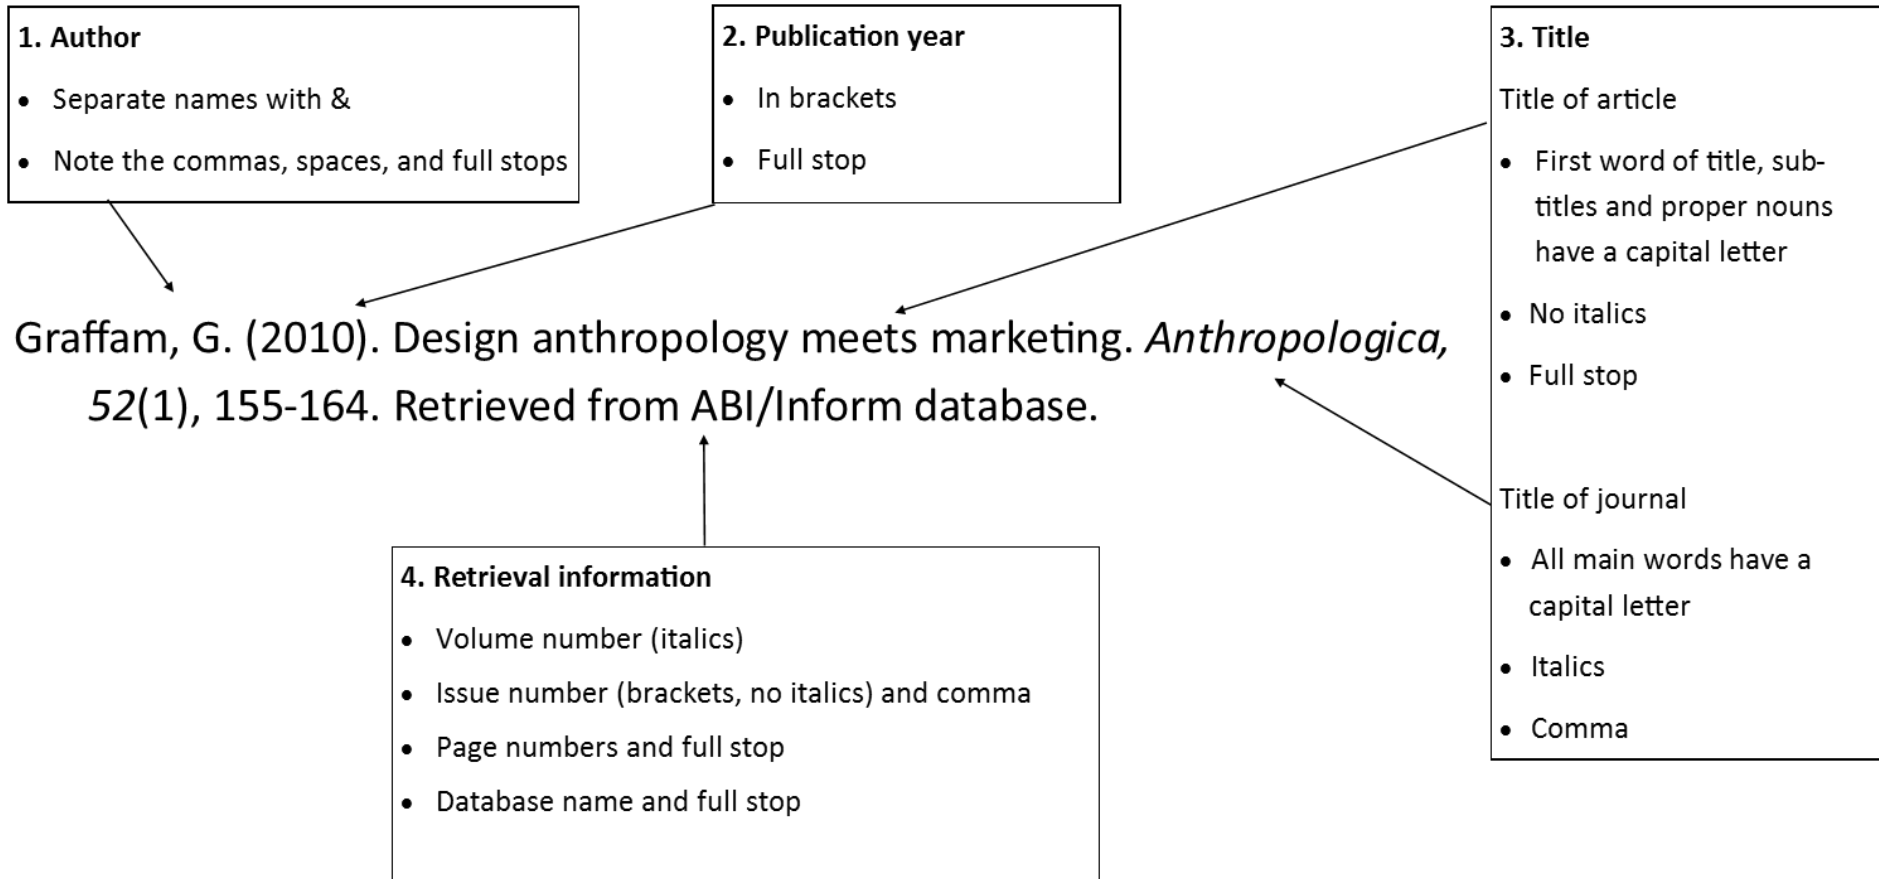 1. Author
• Separate names with &
• Note the commas, spaces, and full stops
2. Publication year
• In brackets
• Full stop
3. Title
Title of article
• First word of title, sub-
titles and proper nouns
have a capital letter
• No italics
• Full stop
Title of journal
• All main words have a
capital letter
• Italics
• Comma
Graffam, G. (2010). Design anthropology meets marketing. Anthropologica,
52(1), 155-164. Retrieved from ABI/Inform database.
4. Retrieval information
• Volume number (italics)
• Issue number (brackets, no italics) and comma
• Page numbers and full stop
• Database name and full stop